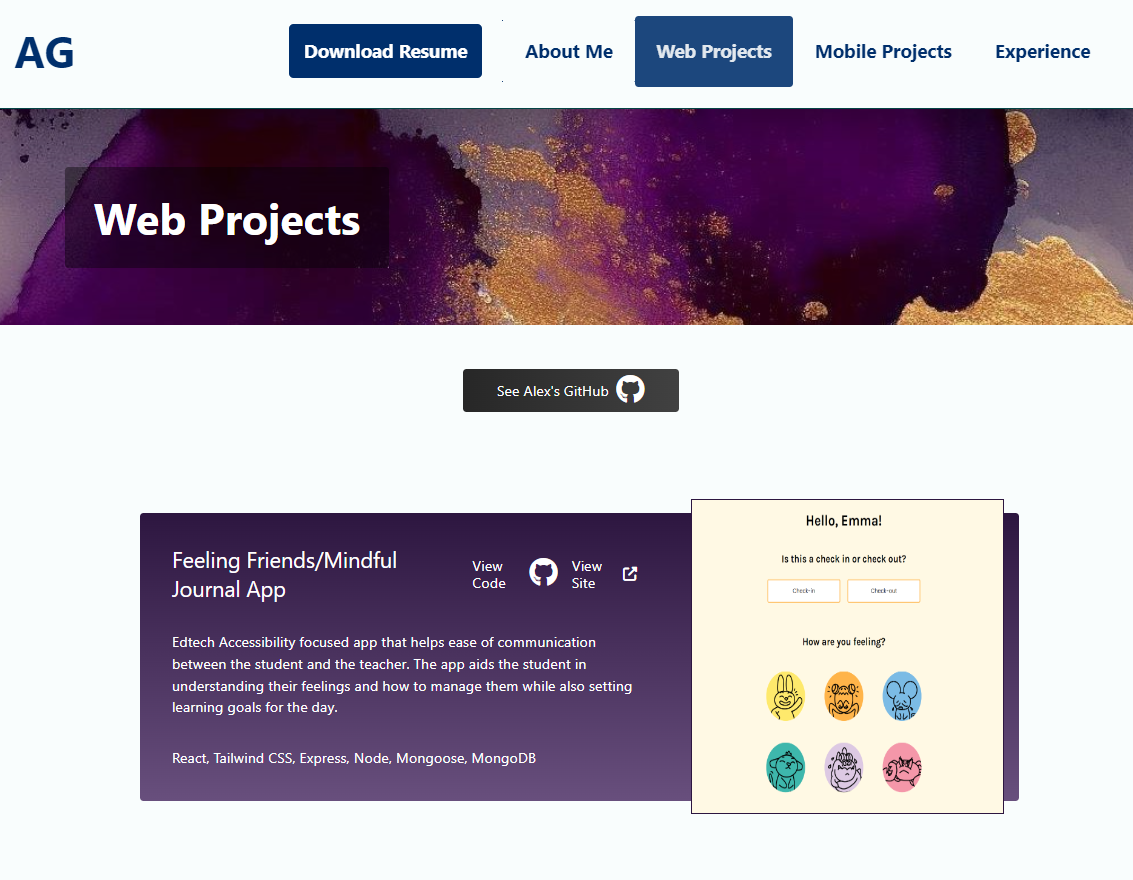 AG
Download Resume
About Me
Web Projects
Mobile Projects
Experience
Web Projects
See Alex's GitHub
Feeling Friends/Mindful
Journal App
View
Code
View
Site
Edtech Accessibility focused app that helps ease of communication
between the student and the teacher. The app aids the student in
understanding their feelings and how to manage them while also setting
learning goals for the day.
React, Tailwind CSS, Express, Node, Mongoose, MongoDB
Hello, Emma!
Is this a check in or check out?
Check-in
Check-out
How are you feeling?